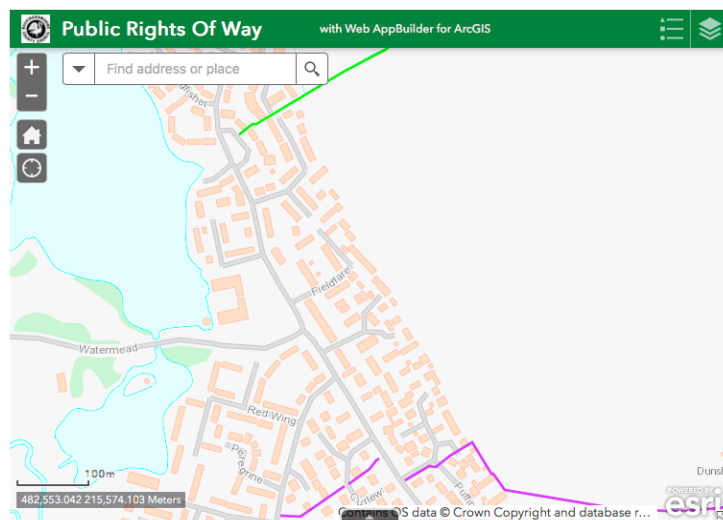 Public Rights Of Way with Web AppBuilder for ArcGIS
+ Find address or place
−
Fieldfare
Watermead
Red Wing
Peregrine
Curlew
100m
482,553.042 215,574.103 Meters
Contains OS data © Crown Copyright and database r...
POWERED BY
esri